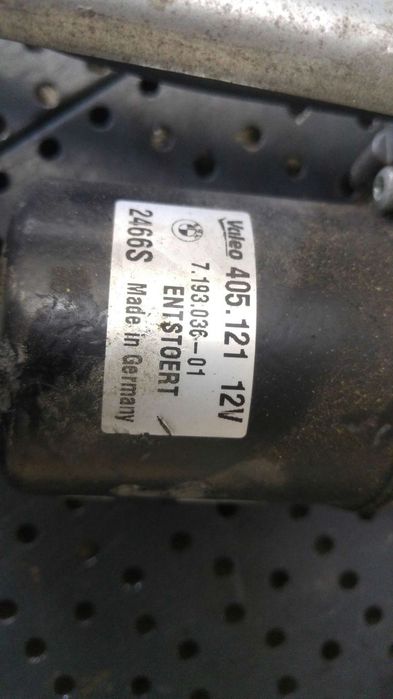 Valeo 405.121 12V
7.193.036-01
ENTSTOERT
2466S Made in Germany